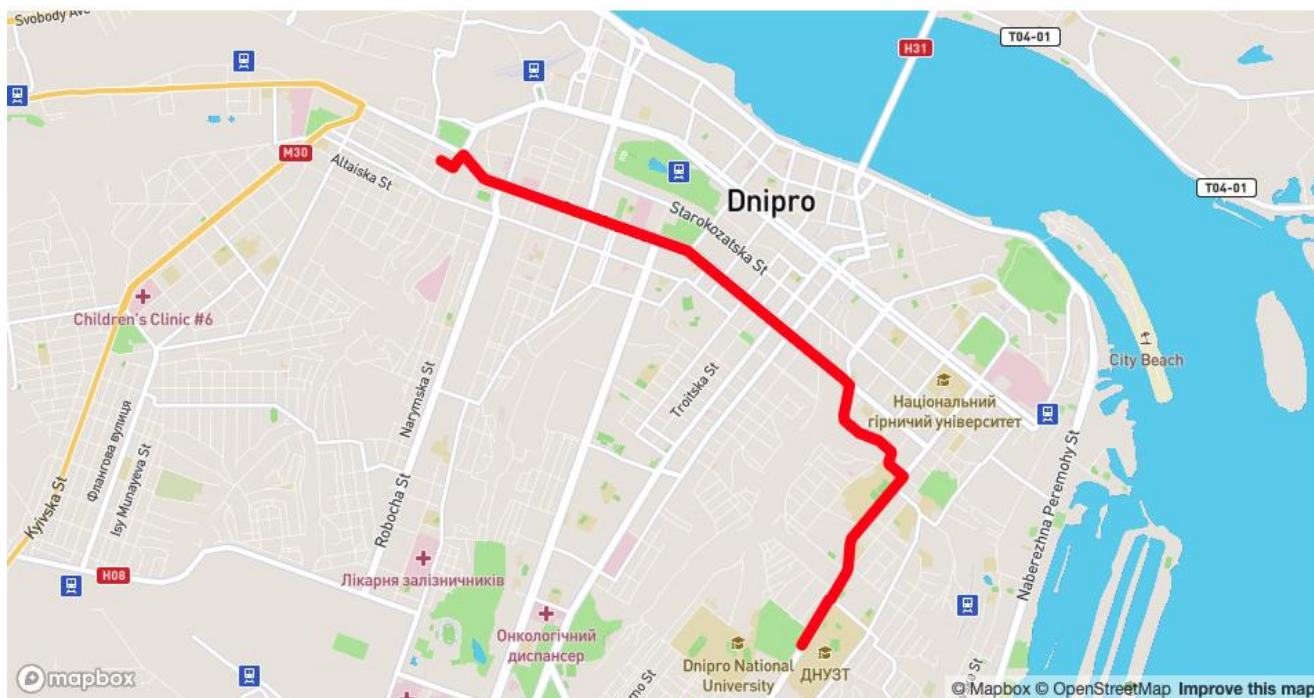 Svobody Ave
H31
T04-01
M30
Altaiska St
Dnipro
T04-01
Starokozatska St
Children's Clinic #6
City Beach
Національний
гірничий університет
Troitska St
Narymska St
Флангова вулиця
Isy Munayeva St
Kyivska St
Robocha St
Naberezhna Peremohy St
H08
Лікарня залізничників
Онкологічний
диспансер
Dnipro National
University
ДНУЗТ
mapbox
© Mapbox © OpenStreetMap Improve this map